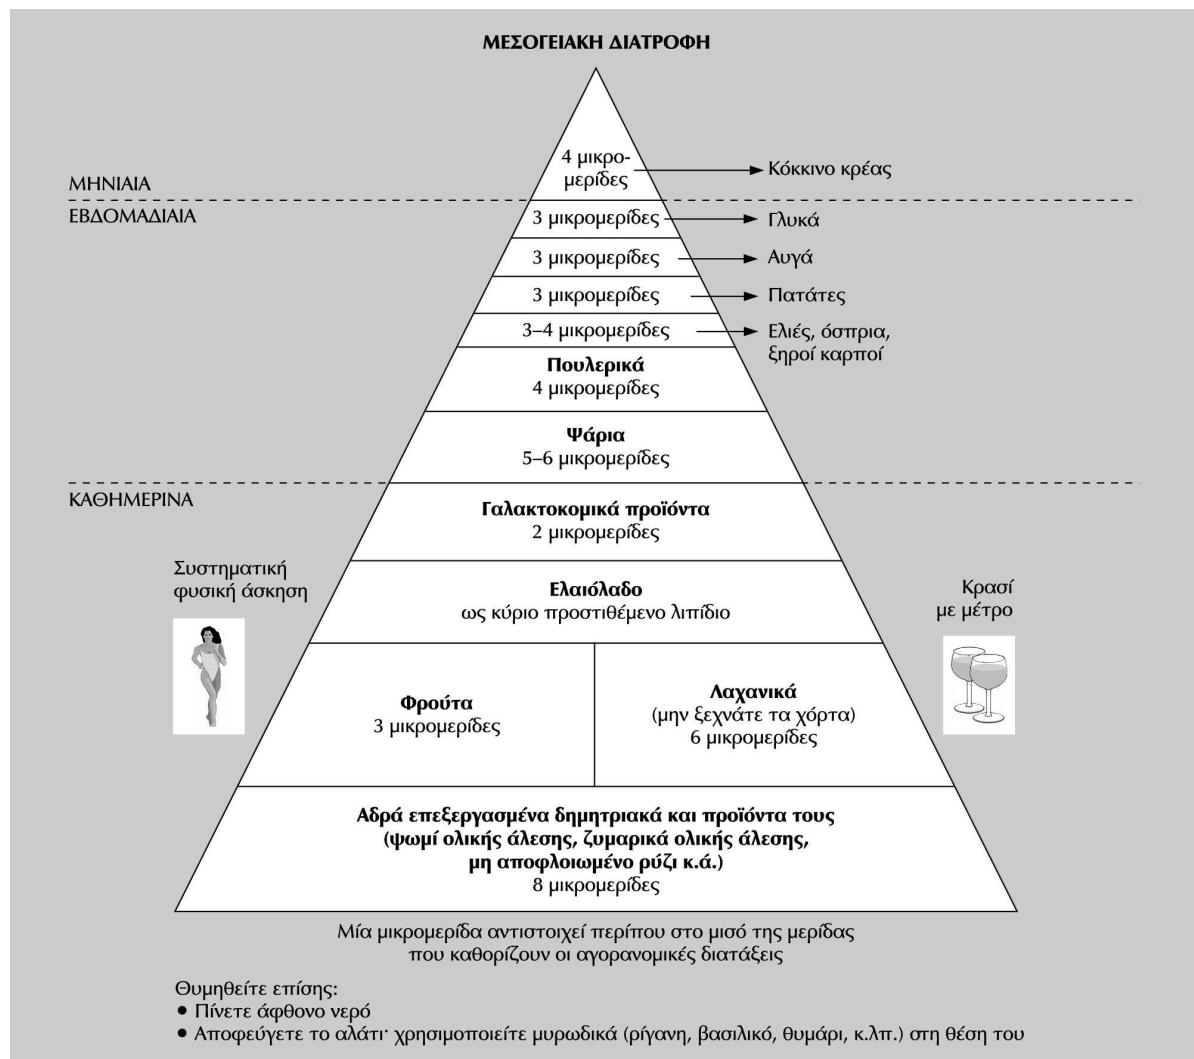 ΜΕΣΟΓΕΙΑΚΗ ΔΙΑΤΡΟΦΗ
4 μικρο-
μερίδες
Κόκκινο κρέας
ΜΗΝΙΑΙΑ
ΕΒΔΟΜΑΔΙΑΙΑ
3 μικρομερίδες
Γλυκά
3 μικρομερίδες
Αυγά
3 μικρομερίδες
Πατάτες
3–4 μικρομερίδες
Ελιές, όσπρια,
ξηροί καρποί
Πουλερικά
4 μικρομερίδες
Ψάρια
5–6 μικρομερίδες
ΚΑΘΗΜΕΡΙΝΑ
Γαλακτοκομικά προϊόντα
2 μικρομερίδες
Συστηματική
φυσική άσκηση
Ελαιόλαδο
ως κύριο προστιθέμενο λιπίδιο
Κρασί
με μέτρο
Φρούτα
3 μικρομερίδες
Λαχανικά
(μην ξεχνάτε τα χόρτα)
6 μικρομερίδες
Αδρά επεξεργασμένα δημητριακά και προϊόντα τους
(ψωμί ολικής άλεσης, ζυμαρικά ολικής άλεσης,
μη αποφλοιωμένο ρύζι κ.ά.)
8 μικρομερίδες
Μία μικρομερίδα αντιστοιχεί περίπου στο μισό της μερίδας
που καθορίζουν οι αγορανομικές διατάξεις
Θυμηθείτε επίσης:
• Πίνετε άφθονο νερό
• Αποφεύγετε το αλάτι· χρησιμοποιείτε μυρωδικά (ρίγανη, βασιλικό, θυμάρι, κ.λπ.) στη θέση του